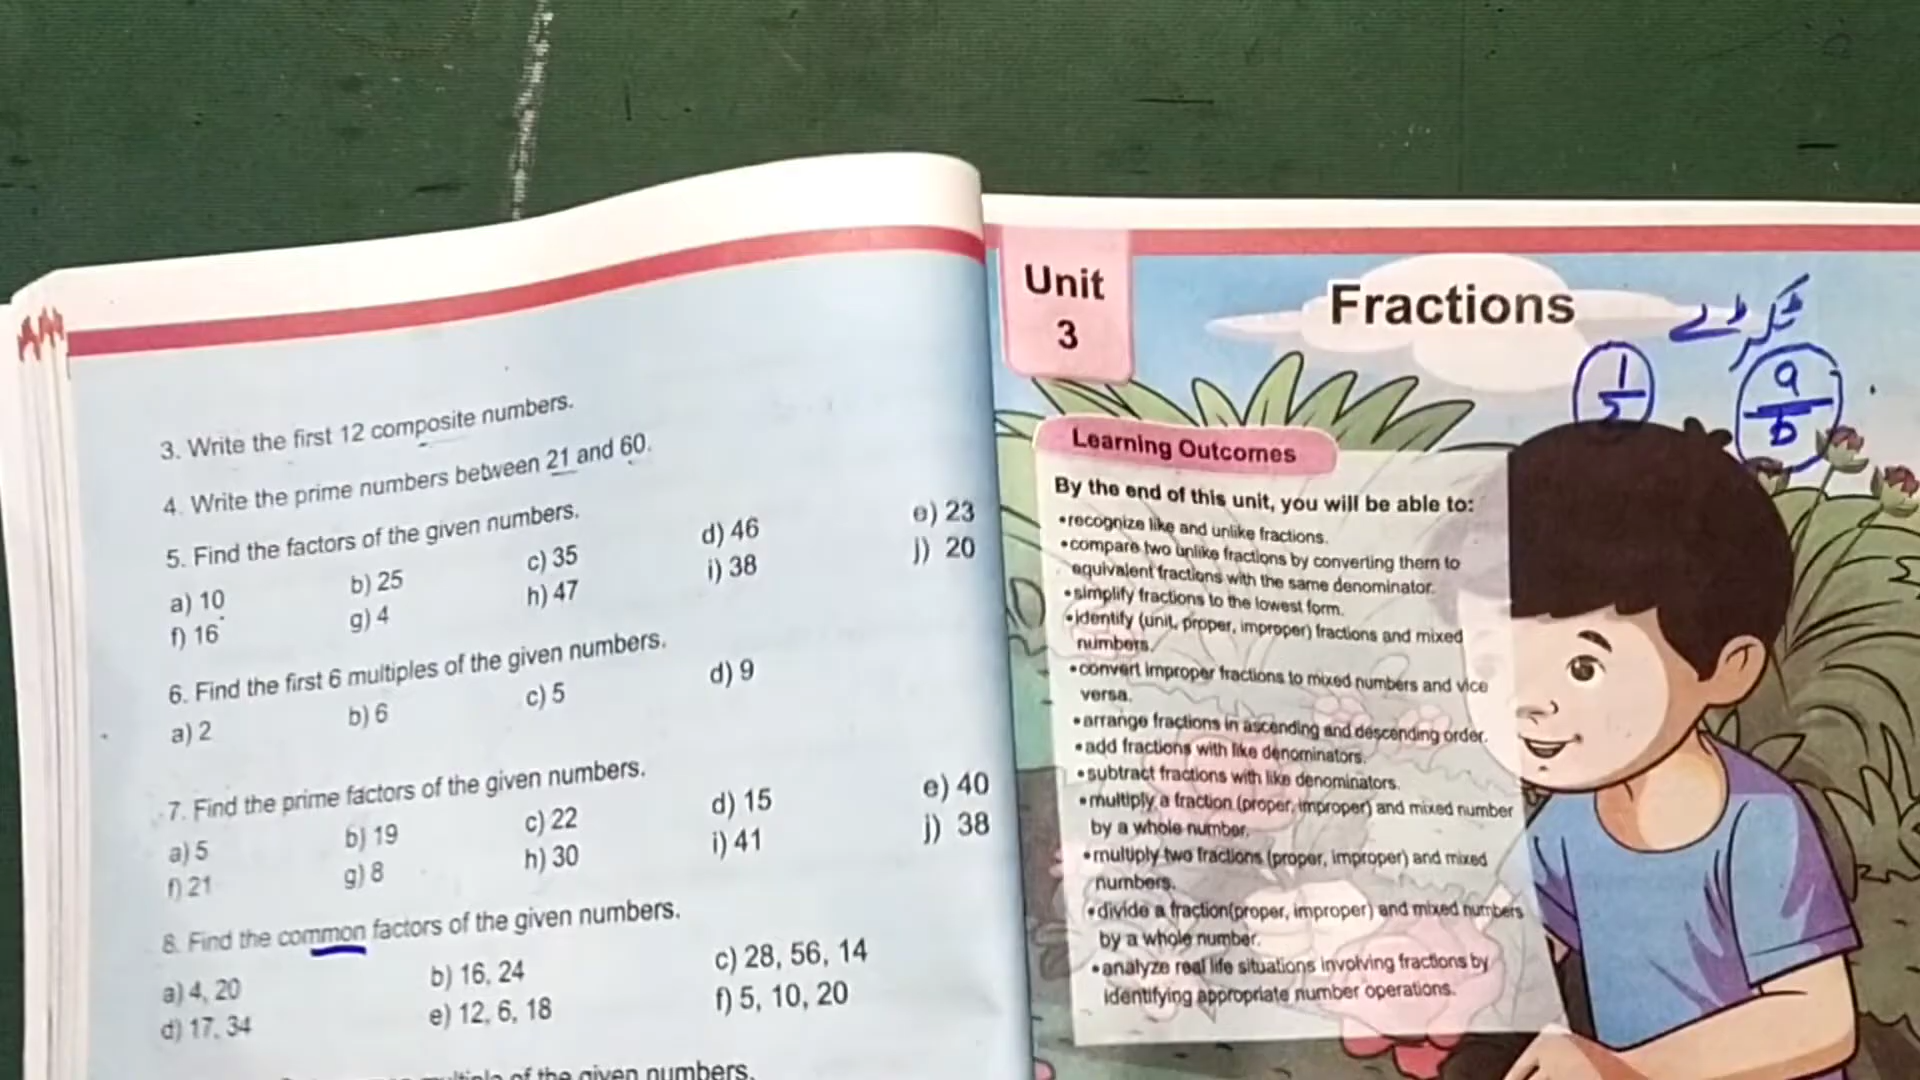 3. Write the first 12 composite numbers.
4. Write the prime numbers between 21 and 60.
5. Find the factors of the given numbers.
a) 10 b) 25 c) 35 d) 46 e) 23
f) 16 g) 4 h) 47 i) 38 j) 20
6. Find the first 6 multiples of the given numbers.
a) 2 b) 6 c) 5 d) 9
7. Find the prime factors of the given numbers.
a) 5 b) 19 c) 22 d) 15 e) 40
f) 21 g) 8 h) 30 i) 41 j) 38
8. Find the common factors of the given numbers.
a) 4, 20 b) 16, 24 c) 28, 56, 14
d) 17, 34 e) 12, 6, 18 f) 5, 10, 20
of the given numbers.
Unit
3
Fractions
1
a
b
Learning Outcomes
By the end of this unit, you will be able to:
•recognize like and unlike fractions.
•compare two unlike fractions by converting them to
equivalent fractions with the same denominator.
•simplify fractions to the lowest form.
•identify (unit, proper, improper) fractions and mixed
numbers.
•convert improper fractions to mixed numbers and vice
versa.
•arrange fractions in ascending and descending order.
•add fractions with like denominators.
•subtract fractions with like denominators.
•multiply a fraction (proper, improper) and mixed number
by a whole number.
•multiply two fractions (proper, improper) and mixed
numbers.
•divide a fraction(proper, improper) and mixed numbers
by a whole number.
•analyze real life situations involving fractions by
identifying appropriate number operations.